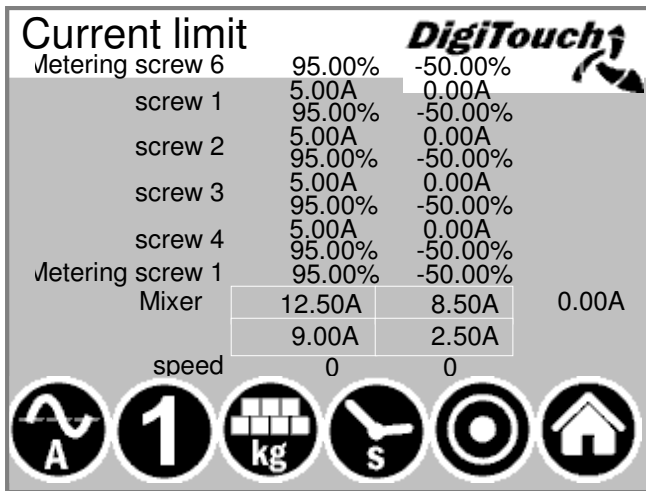 Current limit
DigiTouch
Metering screw 6 95.00% -50.00%
5.00A 0.00A
screw 1 95.00% -50.00%
5.00A 0.00A
screw 2 95.00% -50.00%
5.00A 0.00A
screw 3 95.00% -50.00%
5.00A 0.00A
screw 4 95.00% -50.00%
Metering screw 1 95.00% -50.00%
Mixer 12.50A 8.50A 0.00A
9.00A 2.50A
speed 0 0
A 1 kg s